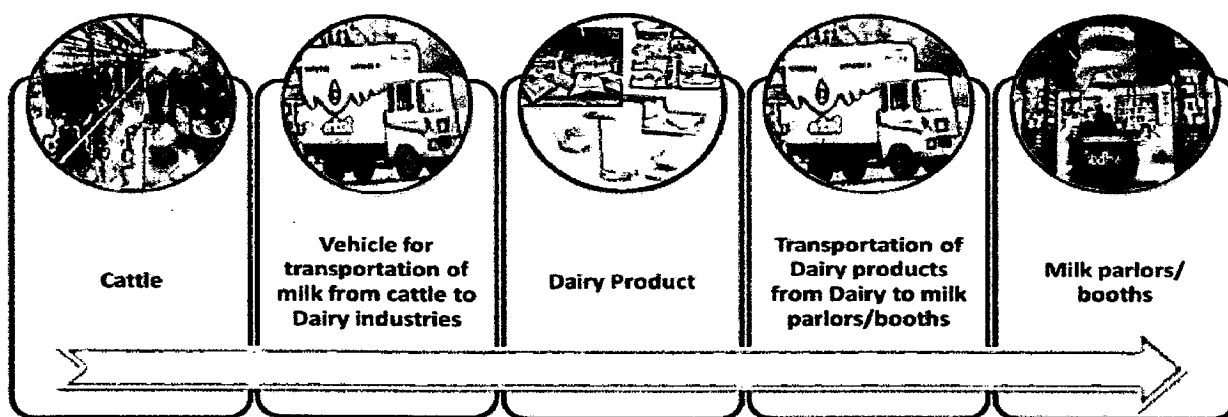 Cattle
Vehicle for
transportation of
milk from cattle to
Dairy industries
Dairy Product
Transportation of
Dairy products
from Dairy to milk
parlors/booths
Milk parlors/
booths